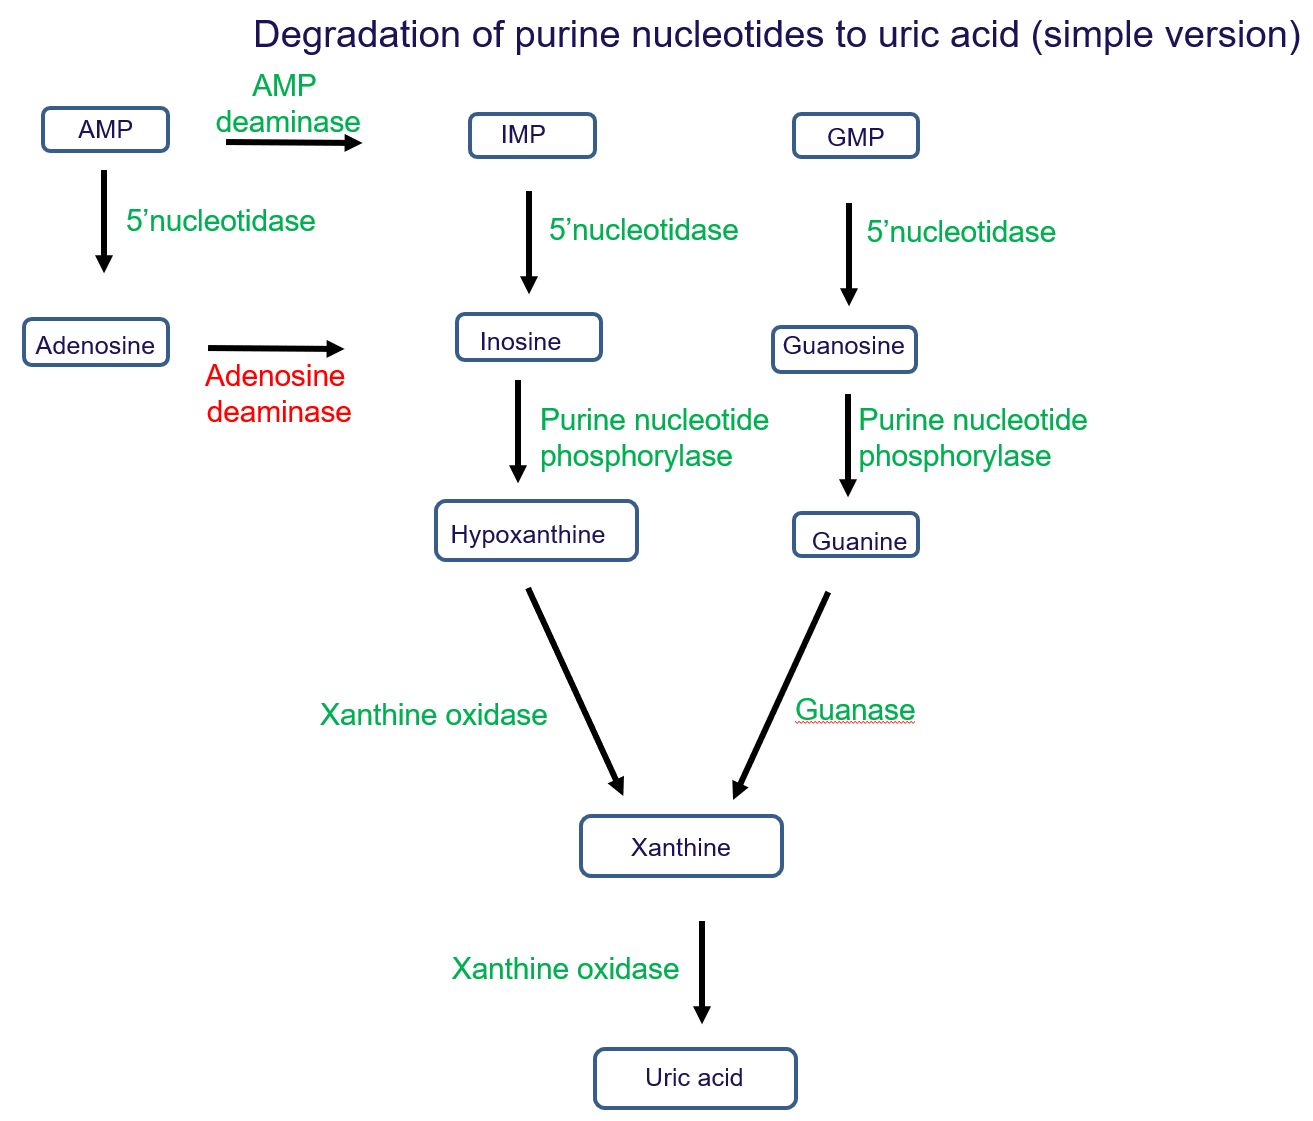 Degradation of purine nucleotides to uric acid (simple version)
AMP
deaminase
AMP
IMP
GMP
5’nucleotidase
5’nucleotidase
5’nucleotidase
Adenosine
Inosine
Guanosine
Adenosine
deaminase
Purine nucleotide
phosphorylase
Purine nucleotide
phosphorylase
Hypoxanthine
Guanine
Xanthine oxidase
Guanase
Xanthine
Xanthine oxidase
Uric acid